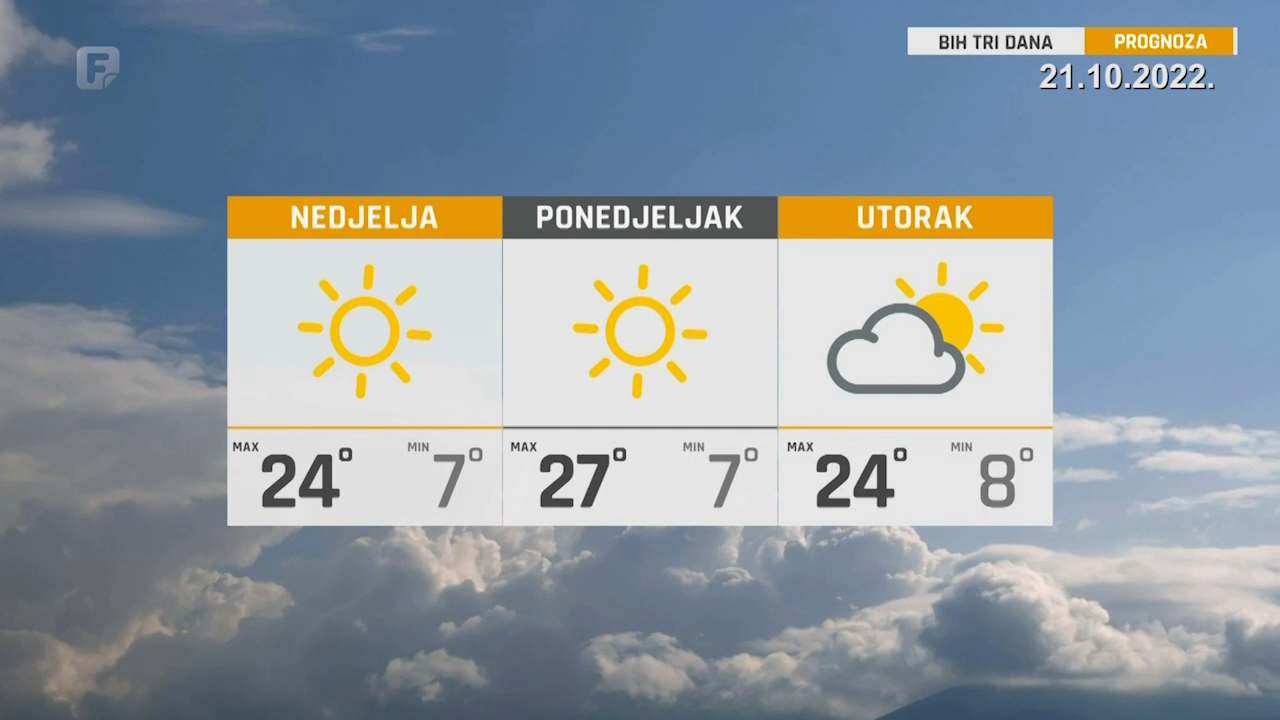 F
BIH TRI DANA PROGNOZA
21.10.2022.
NEDJELJA PONEDJELJAK UTORAK
MAX 24° MIN 7° MAX 27° MIN 7° MAX 24° MIN 8°